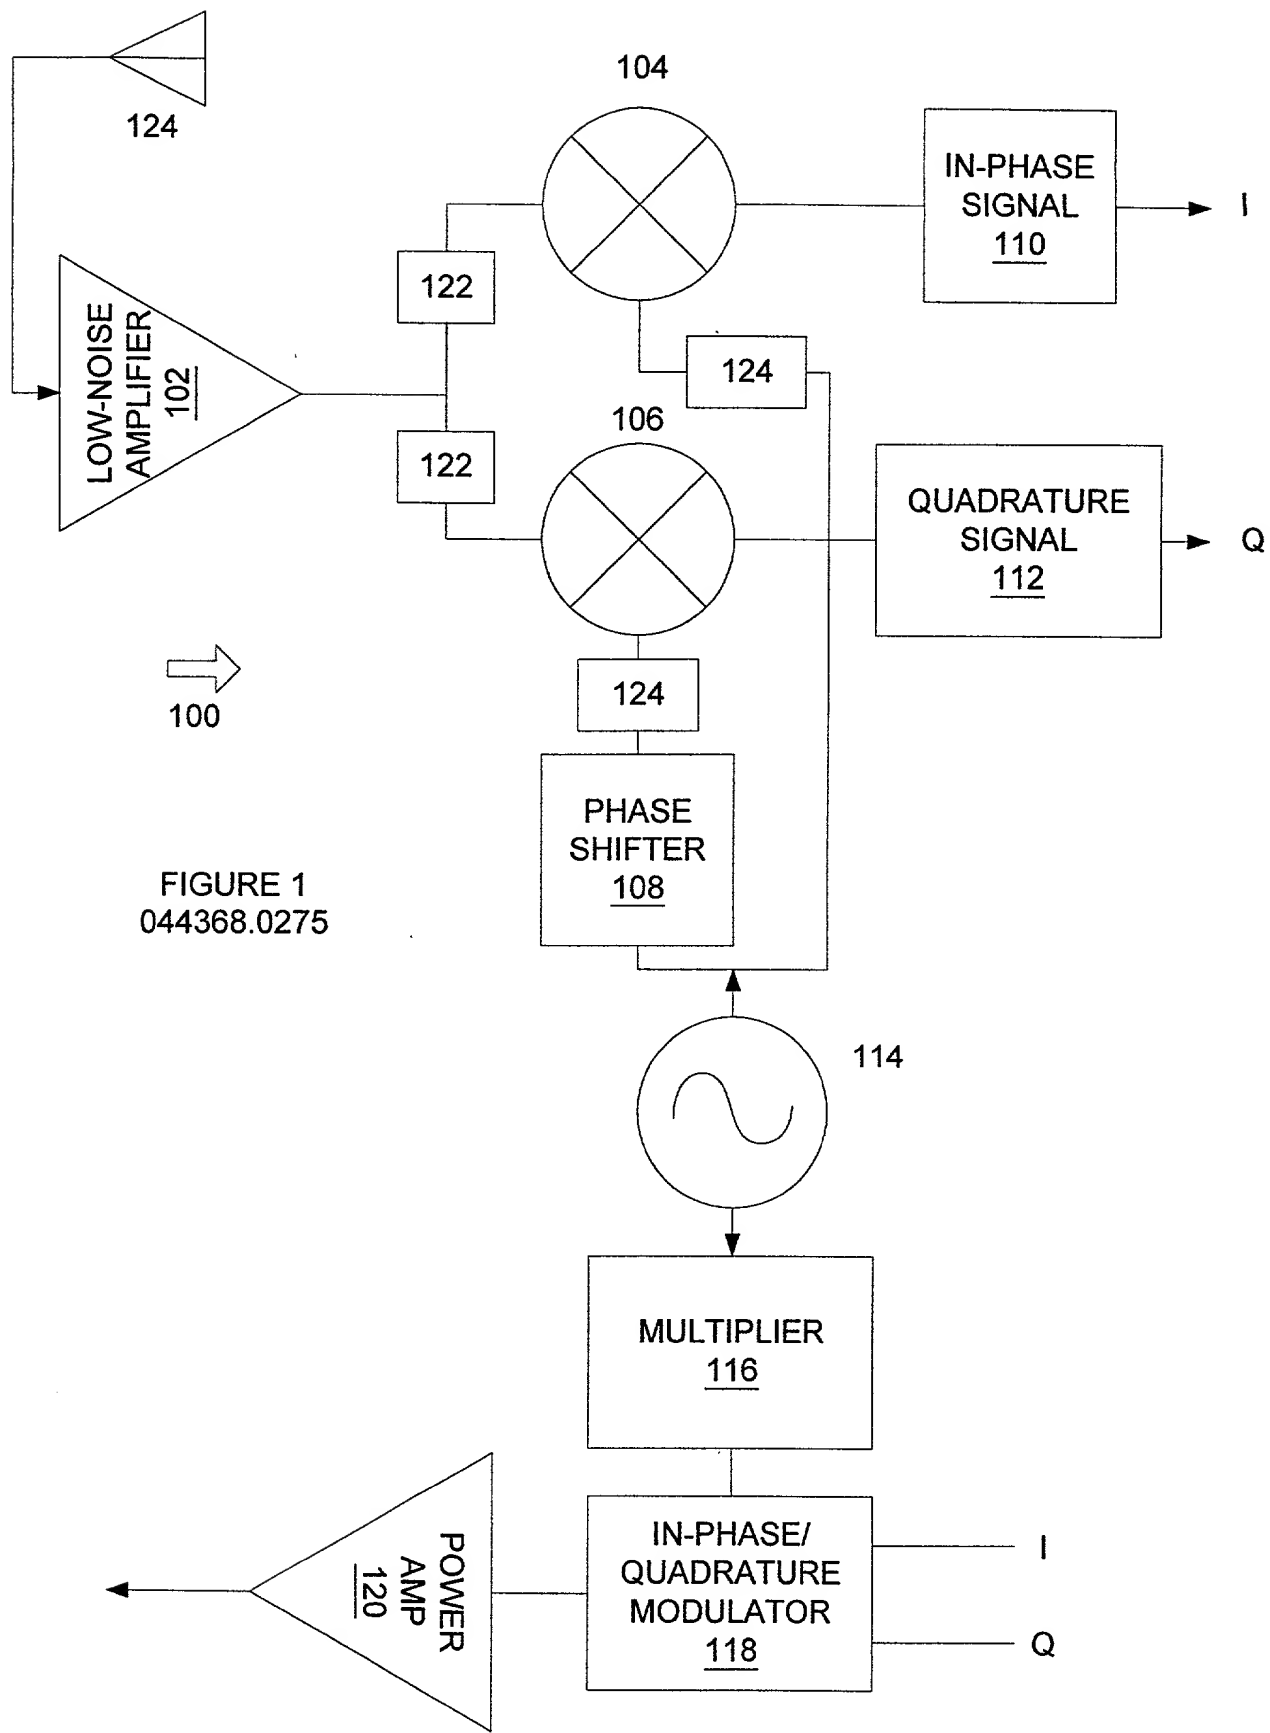 124
104
IN-PHASE
SIGNAL
110
I
122
LOW-NOISE
AMPLIFIER
102
124
106
122
QUADRATURE
SIGNAL
112
Q
124
100
PHASE
SHIFTER
108
FIGURE 1
044368.0275
114
MULTIPLIER
116
POWER
AMP
120
IN-PHASE/
QUADRATURE
MODULATOR
118
I
Q